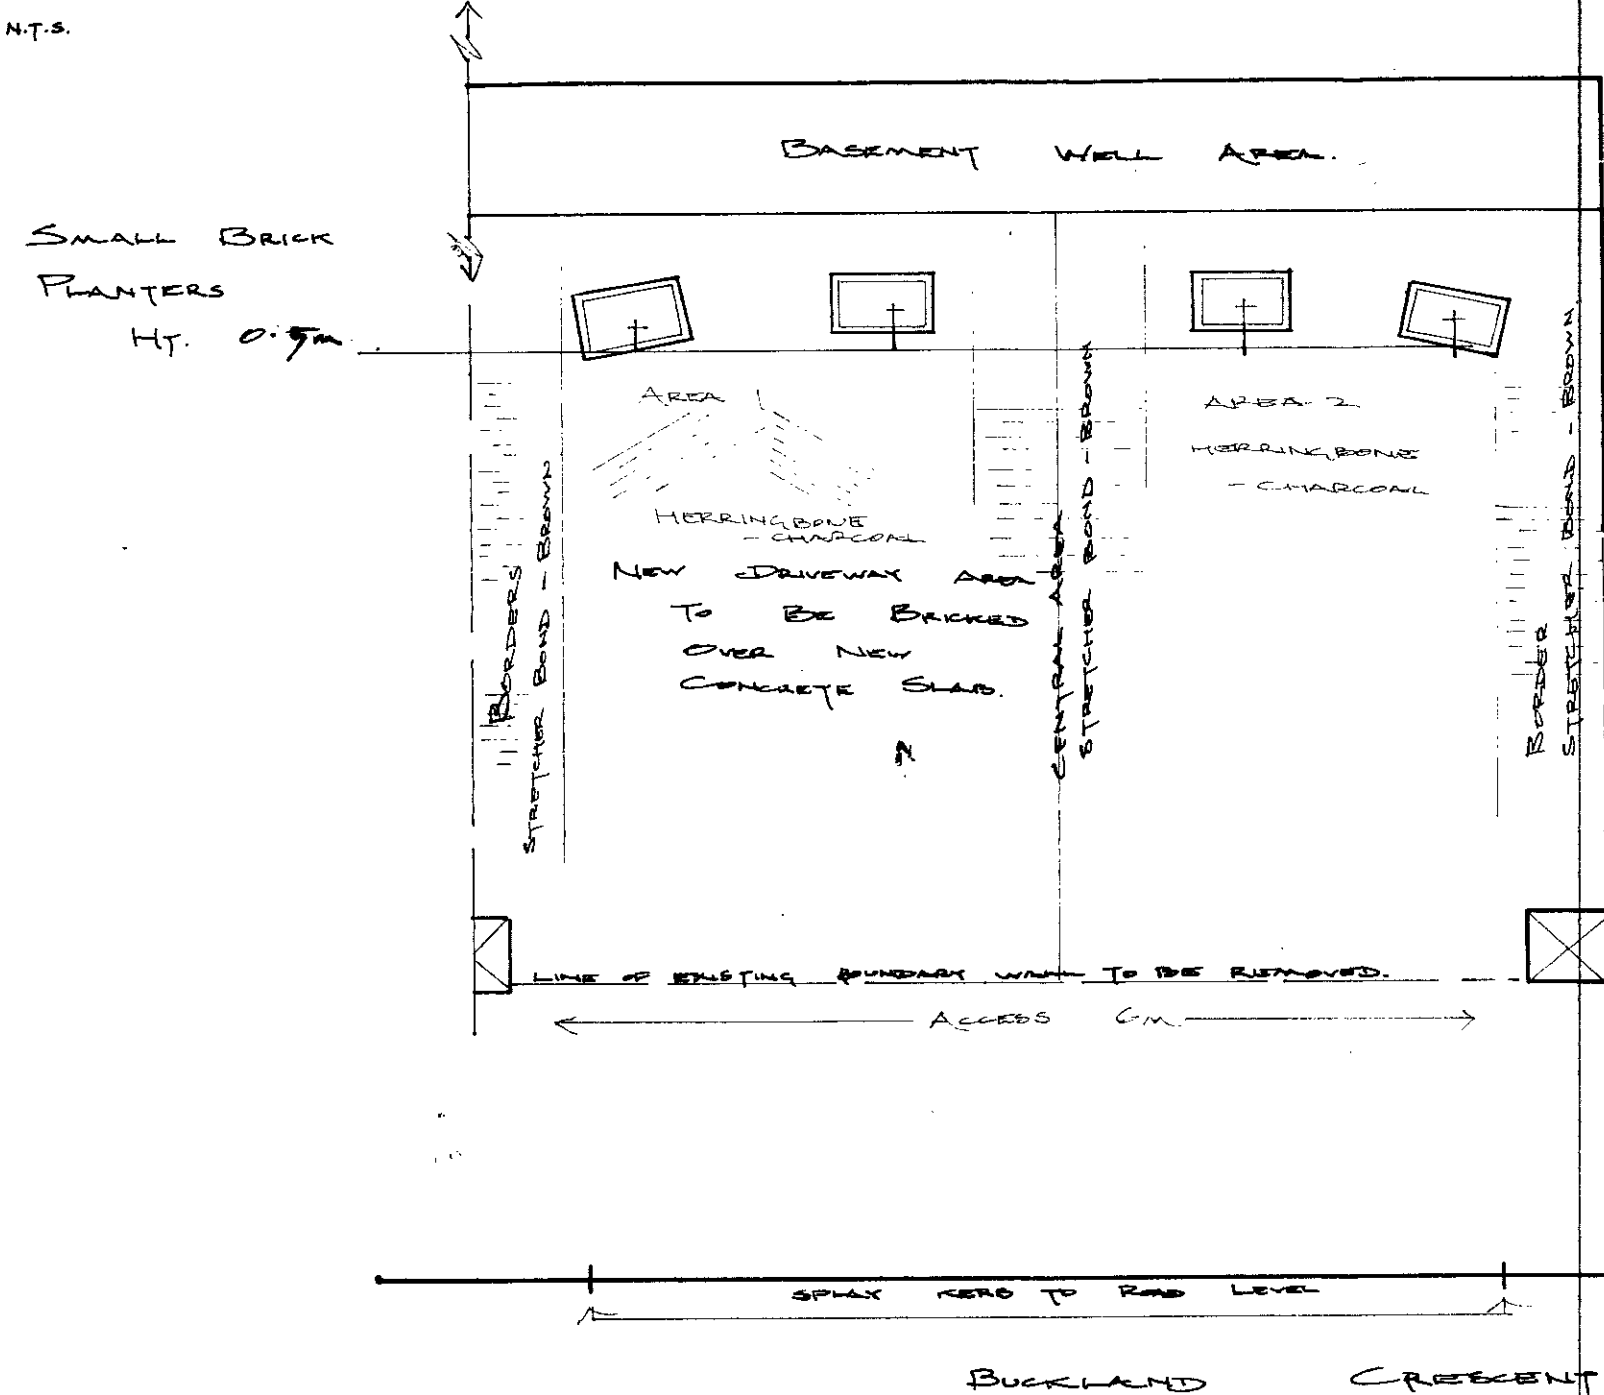 N.T.S.
BASEMENT WELL AREA.
SMALL BRICK
PLANTERS
HT. 0.5m
AREA 1
HERRINGBONE
- CHARCOAL
AREA - 2
HERRINGBONE
- CHARCOAL
NEW DRIVEWAY AREA
TO BE BRICKED
OVER NEW
CONCRETE SLAB.
BORDERS
STRETCHER BOND - BROWN
CENTRAL AREA
STRETCHER BOND - BROWN
BORDER
STRETCHER BOND - BROWN
LINE OF EXISTING BOUNDARY WALL TO BE REMOVED.
ACCESS 6M.
SPLAY KERB TO ROAD LEVEL
BUCKLAND CRESCENT